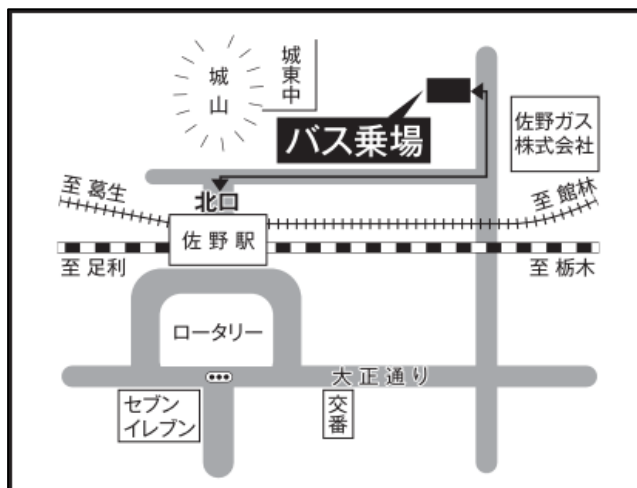 城山
城東中
バス乗場
佐野ガス
株式会社
北口
至 葛生
至 館林
佐野駅
至 足利
至 栃木
ロータリー
大正通り
セブン
イレブン
交番